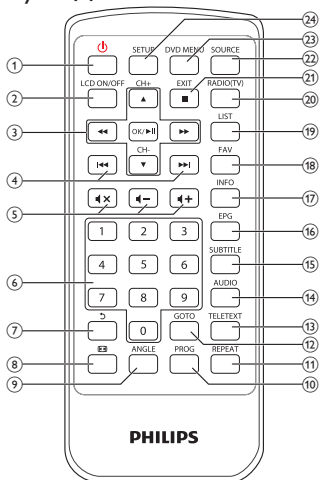 24
SETUP DVD MENU SOURCE 23
1 22
LCD ON/OFF CH+ EXIT RADIO(TV) 21
2 20
LIST
3 OK/ 19
CH- FAV
4 18
INFO
5 17
EPG
1 2 3 16
SUBTITLE
4 5 6 15
6 AUDIO
7 8 9 14
GOTO TELETEXT
7 0 13
12
ANGLE PROG REPEAT
8 11
9 10
PHILIPS